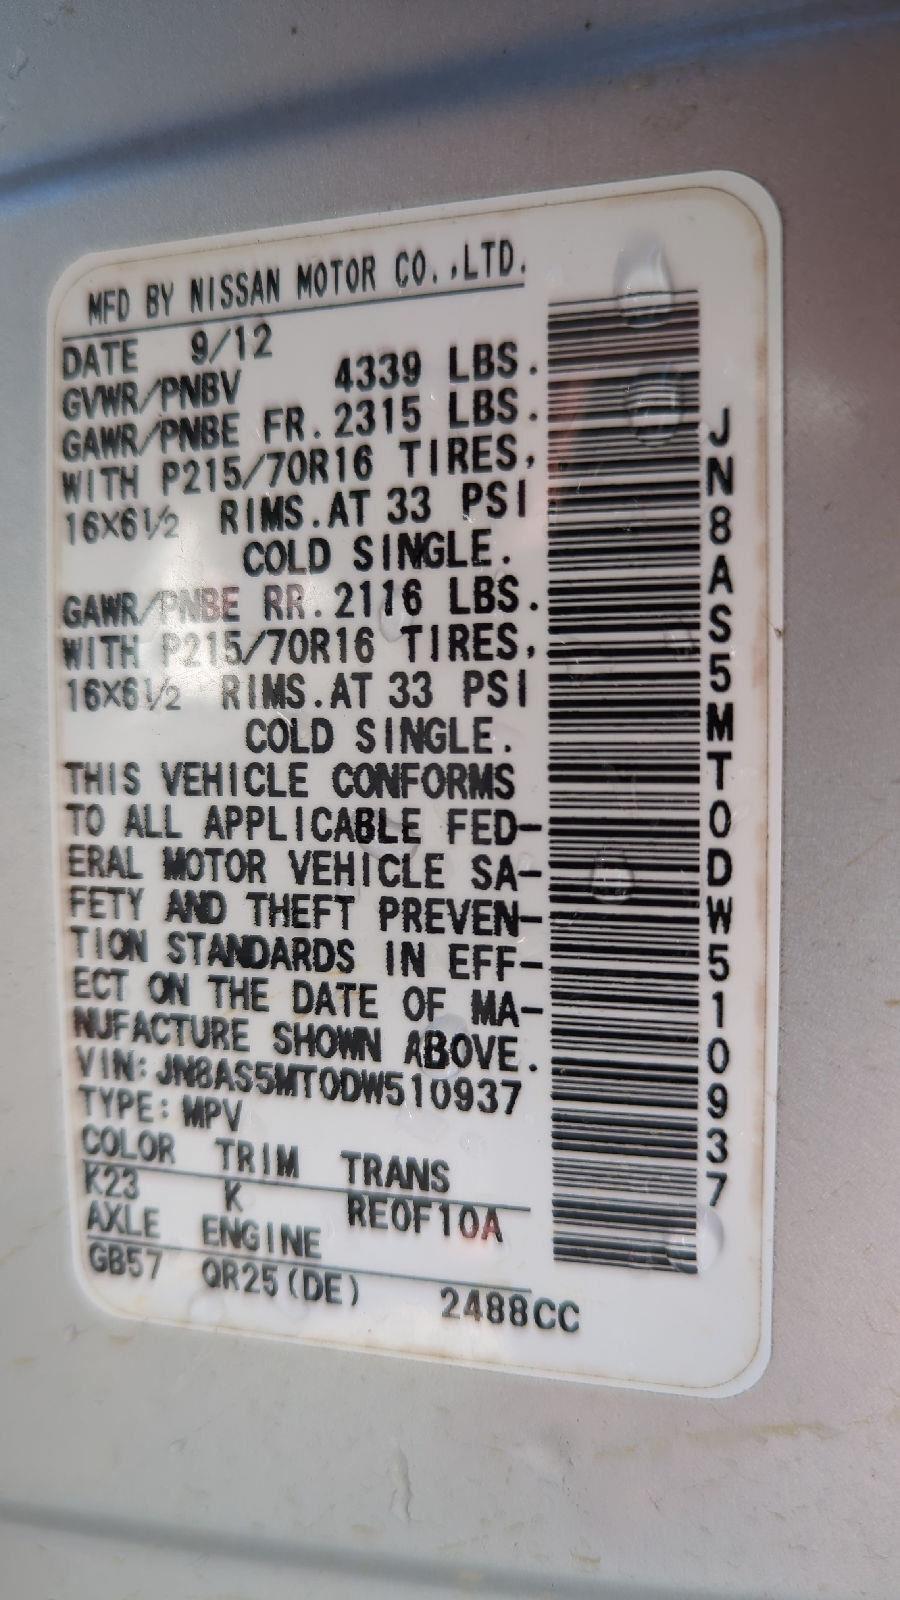 MFD BY NISSAN MOTOR CO.,LTD.
DATE 9/12
GVWR/PNBV 4339 LBS.
GAWR/PNBE FR.2315 LBS.
WITH P215/70R16 TIRES,
16X6½ RIMS.AT 33 PSI
COLD SINGLE.
GAWR/PNBE RR.2116 LBS.
WITH P215/70R16 TIRES,
16X6½ RIMS.AT 33 PSI
COLD SINGLE.
THIS VEHICLE CONFORMS
TO ALL APPLICABLE FED-
ERAL MOTOR VEHICLE SA-
FETY AND THEFT PREVEN-
TION STANDARDS IN EFF-
ECT ON THE DATE OF MA-
NUFACTURE SHOWN ABOVE.
VIN:JN8AS5MT0DW510937
TYPE:MPV
COLOR TRIM TRANS
K23 K RE0F10A
AXLE ENGINE
GB57 QR25(DE) 2488CC
JN8AS5MT0DW510937